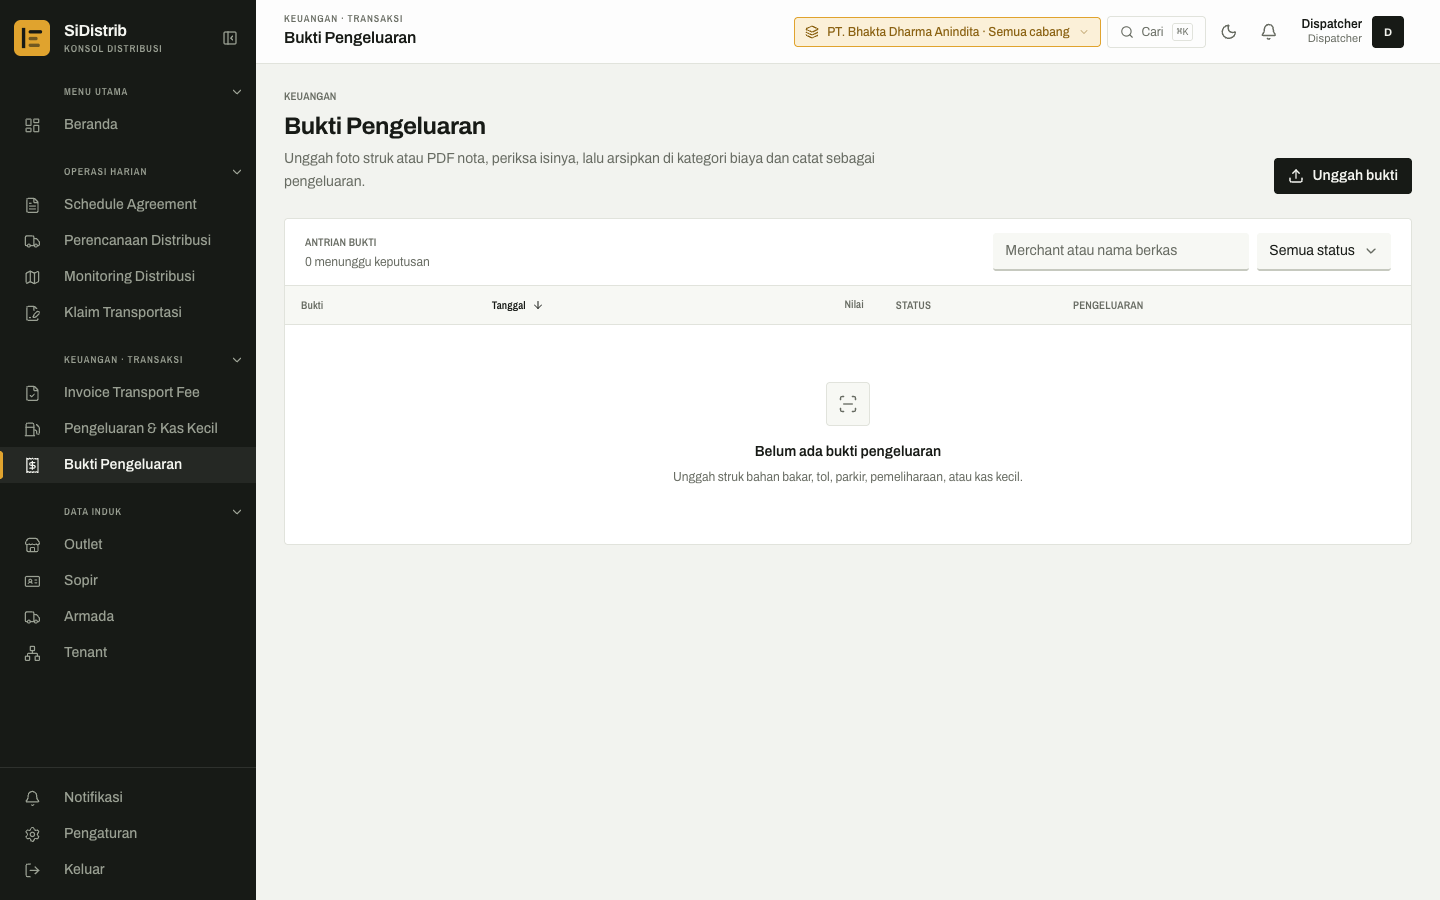 SiDistrib
KONSOL DISTRIBUSI
MENU UTAMA
Beranda
OPERASI HARIAN
Schedule Agreement
Perencanaan Distribusi
Monitoring Distribusi
Klaim Transportasi
KEUANGAN · TRANSAKSI
Invoice Transport Fee
Pengeluaran & Kas Kecil
Bukti Pengeluaran
DATA INDUK
Outlet
Sopir
Armada
Tenant
Notifikasi
Pengaturan
Keluar
KEUANGAN · TRANSAKSI
Bukti Pengeluaran
PT. Bhakta Dharma Anindita · Semua cabang
Cari ⌘K
Dispatcher
Dispatcher
D
KEUANGAN
Bukti Pengeluaran
Unggah foto struk atau PDF nota, periksa isinya, lalu arsipkan di kategori biaya dan catat sebagai
pengeluaran.
Unggah bukti
ANTRIAN BUKTI
0 menunggu keputusan
Merchant atau nama berkas
Semua status
Bukti Tanggal Nilai STATUS PENGELUARAN
Belum ada bukti pengeluaran
Unggah struk bahan bakar, tol, parkir, pemeliharaan, atau kas kecil.